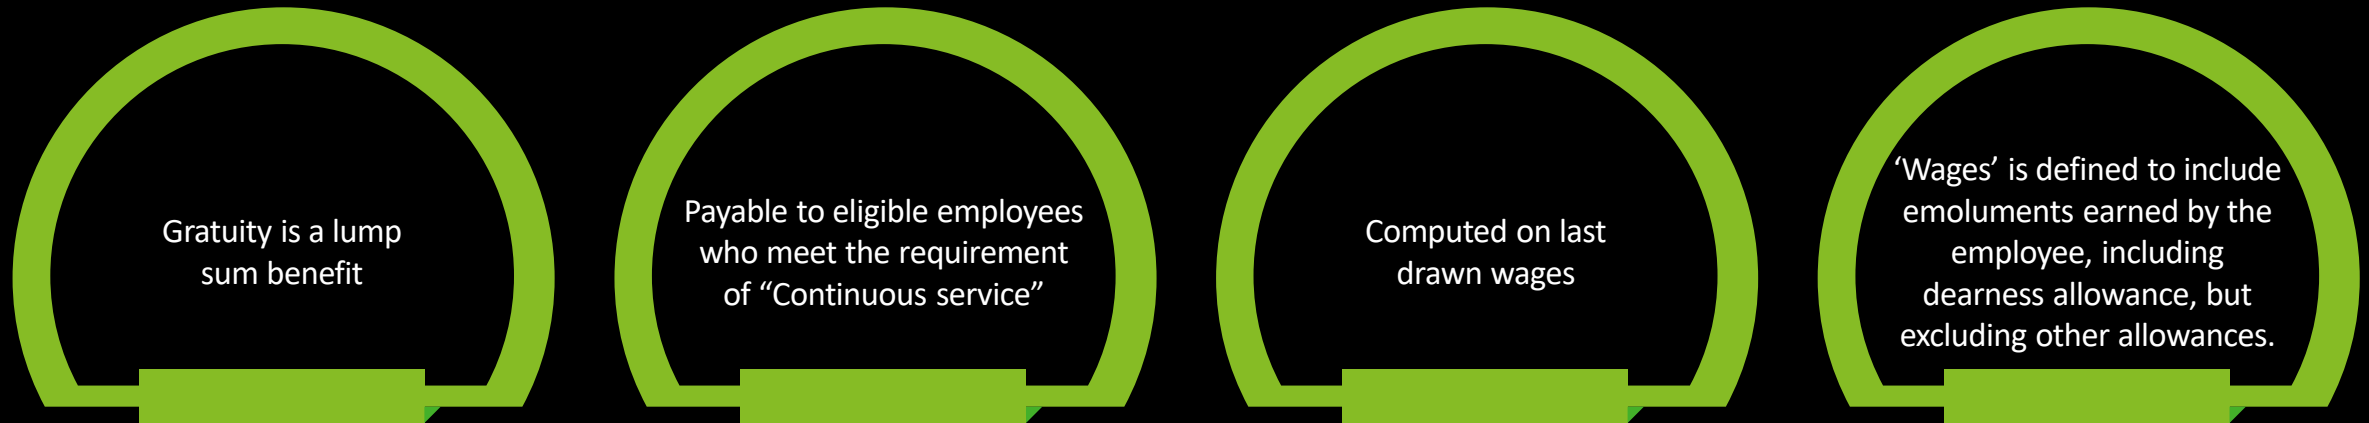 Gratuity is a lump
sum benefit
Payable to eligible employees
who meet the requirement
of “Continuous service”
Computed on last
drawn wages
‘Wages’ is defined to include
emoluments earned by the
employee, including
dearness allowance, but
excluding other allowances.